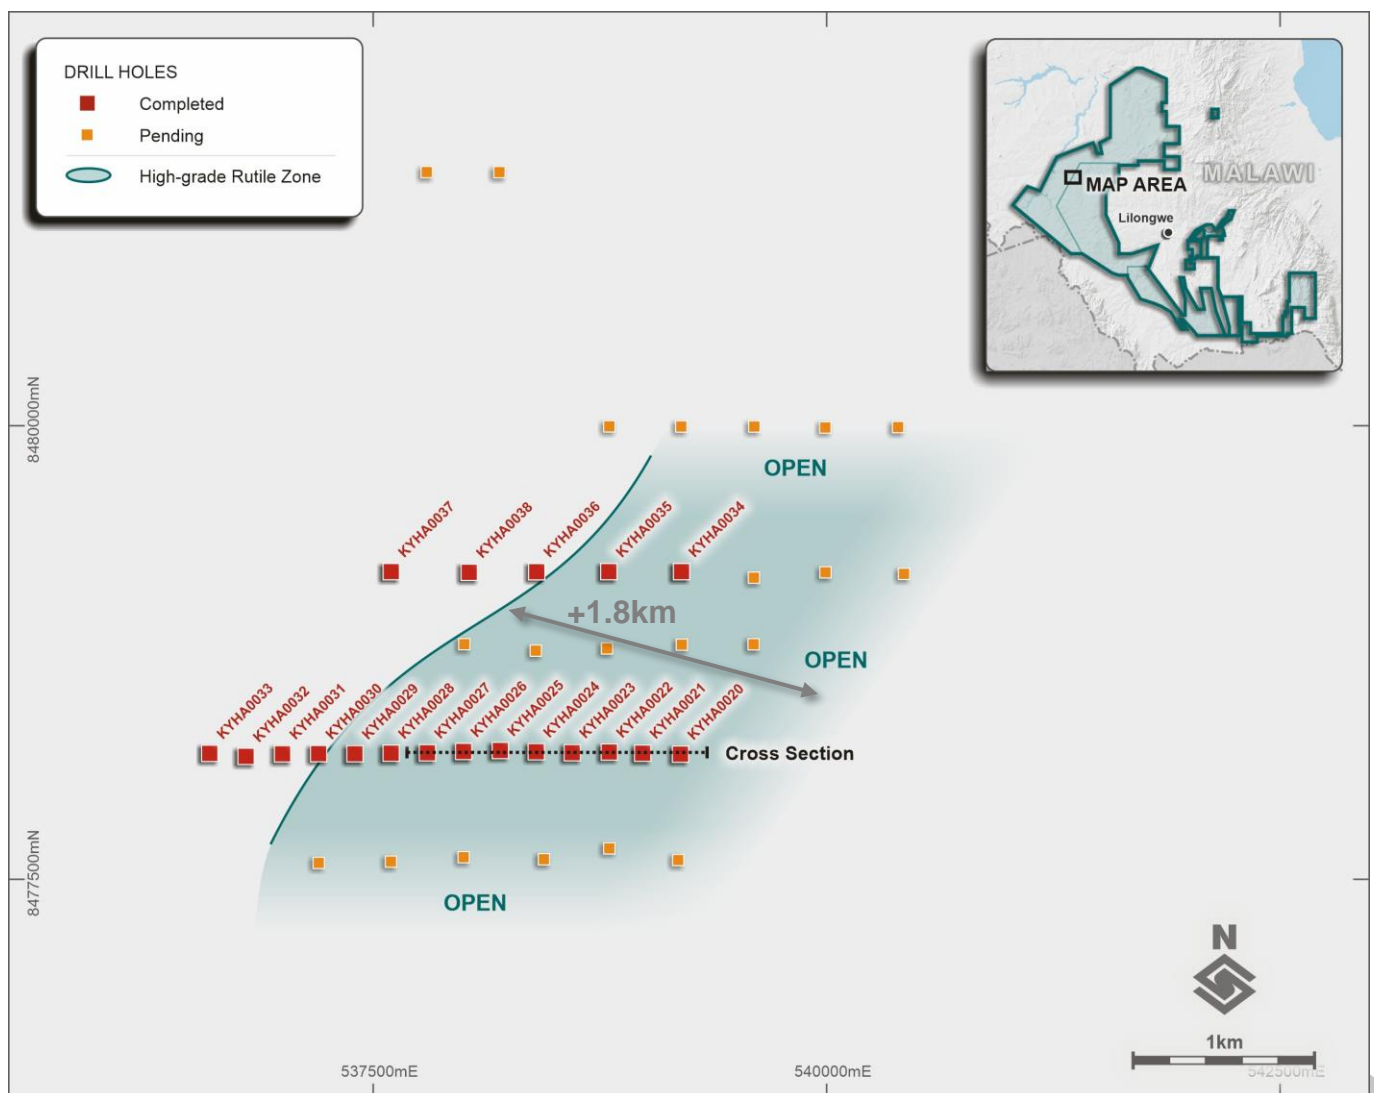 DRILL HOLES
Completed
Pending
High-grade Rutile Zone
MALAWI
MAP AREA
Lilongwe
8480000mN
OPEN
KYHA0037
KYHA0038
KYHA0036
KYHA0035
KYHA0034
+1.8km
OPEN
KYHA0033
KYHA0032
KYHA0031
KYHA0030
KYHA0029
KYHA0028
KYHA0027
KYHA0026
KYHA0025
KYHA0024
KYHA0023
KYHA0022
KYHA0021
KYHA0020
Cross Section
8477500mN
OPEN
N
1km
537500mE
540000mE
542500mE